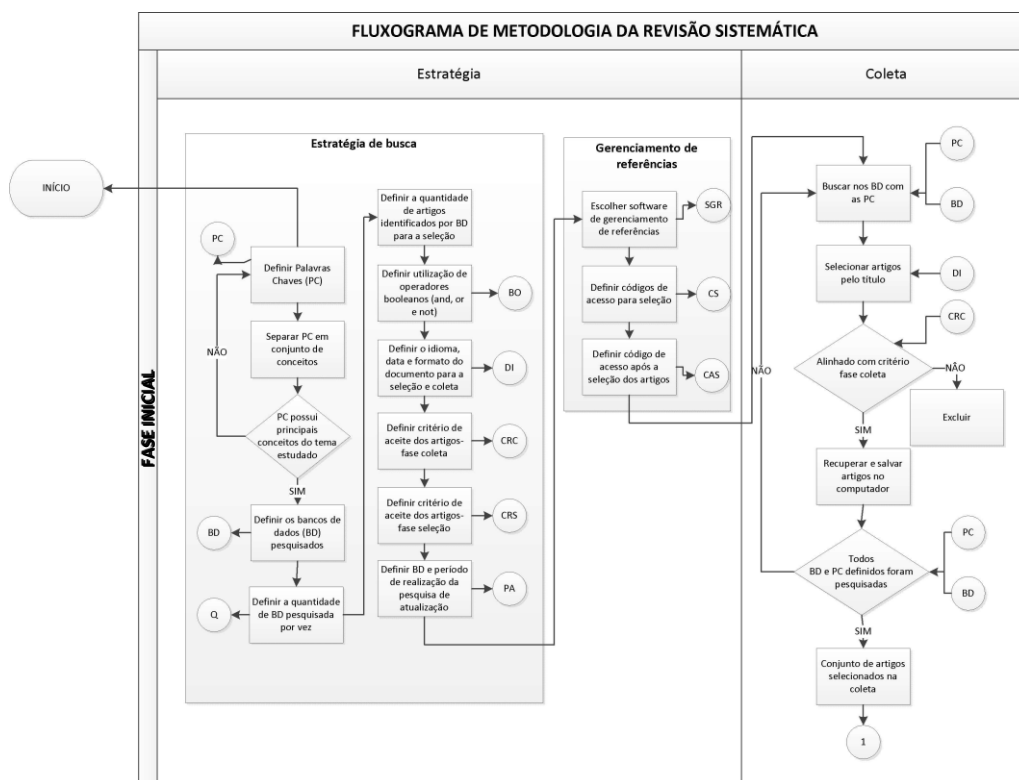 FLUXOGRAMA DE METODOLOGIA DA REVISÃO SISTEMÁTICA
Estratégia
Coleta
FASE INICIAL
INÍCIO
Estratégia de busca
PC
Definir Palavras
Chaves (PC)
NÃO
Separar PC em
conjunto de
conceitos
PC possui
principais
conceitos do tema
estudado
SIM
BD
Definir os bancos de
dados (BD)
pesquisados
Q
Definir a quantidade
de BD pesquisada
por vez
Definir a quantidade
de artigos
identificados por BD
para a seleção
Definir utilização de
operadores
booleanos (and, or
e not)
BO
Definir o idioma,
data e formato do
documento para a
seleção e coleta
DI
Definir critério de
aceite dos artigos-
fase coleta
CRC
Definir critério de
aceite dos artigos-
fase seleção
CRS
Definir BD e período
de realização da
pesquisa de
atualização
PA
Gerenciamento de
referências
Escolher software
de gerenciamento
de referências
SGR
Definir códigos de
acesso para seleção
CS
Definir código de
acesso após a
seleção dos artigos
CAS
PC
Buscar nos BD com
as PC
BD
Selecionar artigos
pelo título
DI
CRC
Alinhado com critério
fase coleta
NÃO
Excluir
SIM
Recuperar e salvar
artigos no
computador
NÃO
PC
Todos
BD e PC definidos foram
pesquisadas
BD
SIM
Conjunto de artigos
selecionados na
coleta
1